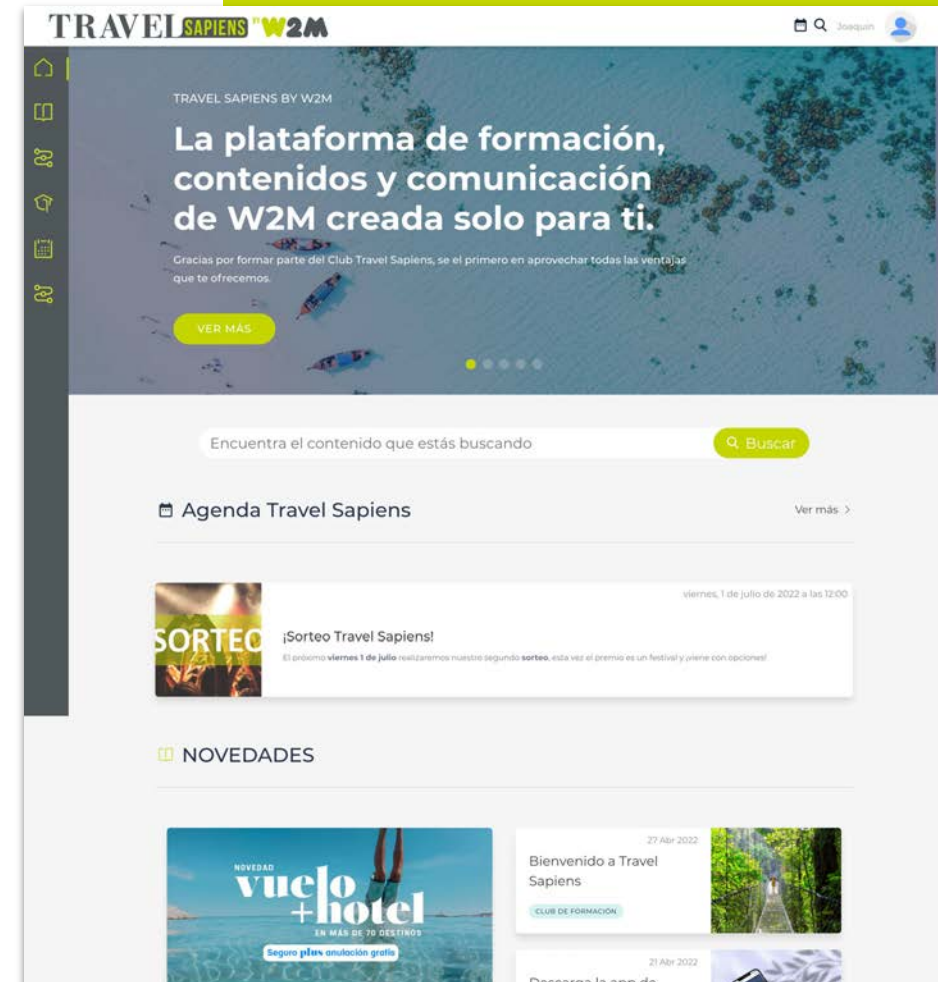 TRAVEL SAPIENS BY W2M
Joaquin
TRAVEL SAPIENS BY W2M
La plataforma de formación,
contenidos y comunicación
de W2M creada solo para ti.
Gracias por formar parte del Club Travel Sapiens, se el primero en aprovechar todas las ventajas
que te ofrecemos.
VER MÁS
Encuentra el contenido que estás buscando
Buscar
Agenda Travel Sapiens
Ver más >
viernes, 1 de julio de 2022 a las 12:00
SORTEO
¡Sorteo Travel Sapiens!
El próximo viernes 1 de julio realizaremos nuestro segundo sorteo, esta vez el premio es un festival y ¡viene con opciones!
NOVEDADES
NOVEDAD
vuelo
+hotel
EN MÁS DE 70 DESTINOS
Seguro plus anulación gratis
27 Abr 2022
Bienvenido a Travel
Sapiens
CLUB DE FORMACIÓN
21 Abr 2022
Descarga la app de